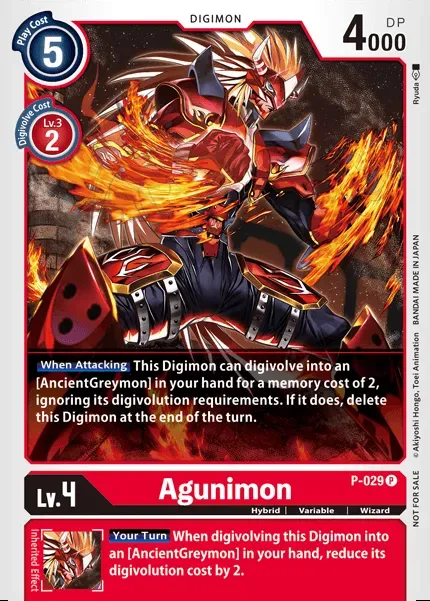 DIGIMON
Play Cost
5
4000
DP
Digivolve Cost
Lv.3
2
Ryuda
When Attacking This Digimon can digivolve into an
[AncientGreymon] in your hand for a memory cost of 2,
ignoring its digivolution requirements. If it does, delete
this Digimon at the end of the turn.
© Akiyoshi Hongo, Toei Animation BANDAI MADE IN JAPAN
NOT FOR SALE
Lv.4
Agunimon
P-029 P
Hybrid | Variable | Wizard
Inherited Effect
Your Turn When digivolving this Digimon into
an [AncientGreymon] in your hand, reduce its
digivolution cost by 2.